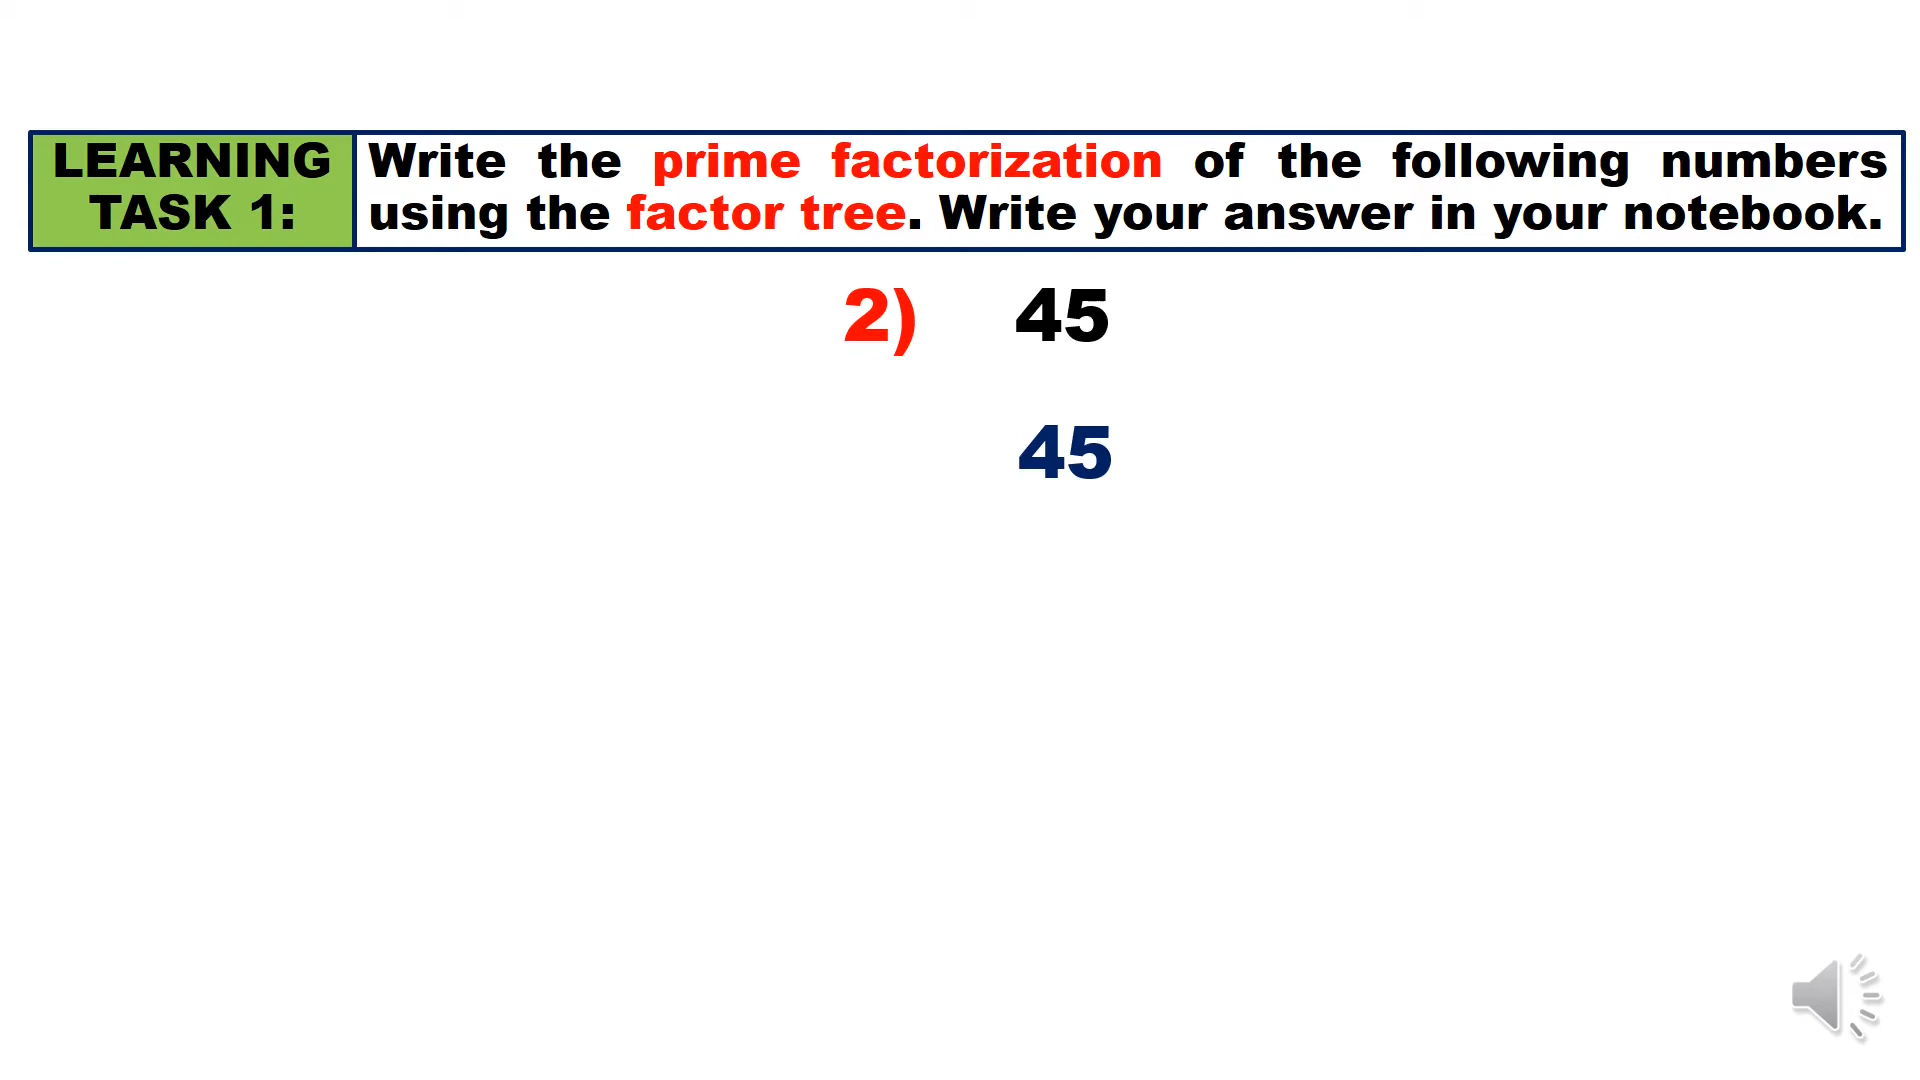 LEARNING
TASK 1:
Write the prime factorization of the following numbers
using the factor tree. Write your answer in your notebook.
2) 45
45